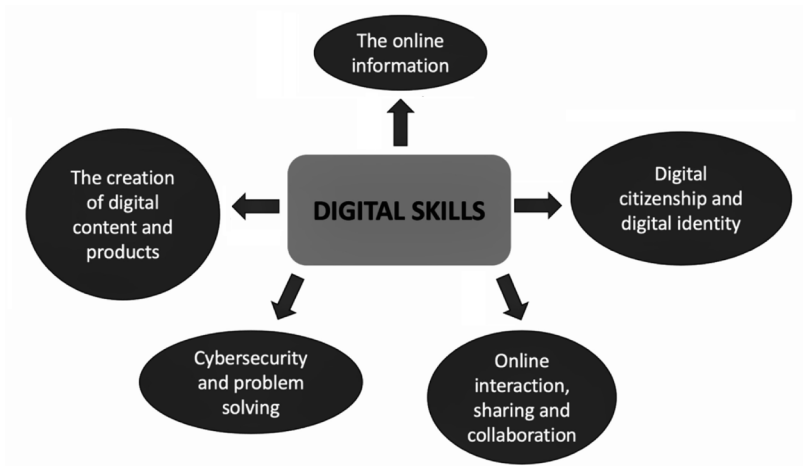 The online
information
The creation
of digital
content and
products
DIGITAL SKILLS
Digital
citizenship and
digital identity
Cybersecurity
and problem
solving
Online
interaction,
sharing and
collaboration